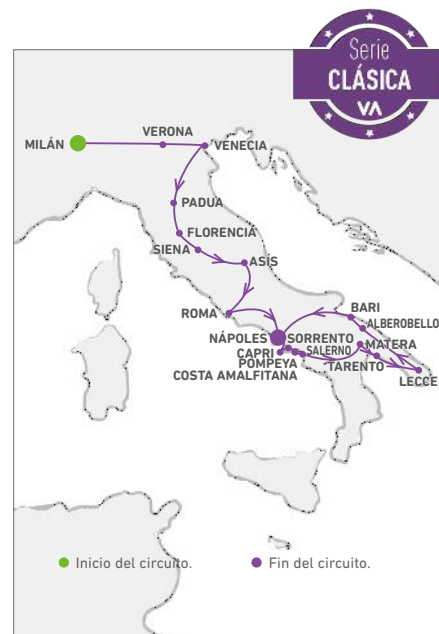 Serie
CLÁSICA
VA
MILÁN
VERONA
VENECIA
PADUA
FLORENCIA
SIENA
ASÍS
ROMA
BARI
ALBEROBELLO
NÁPOLES
SORRENTO
MATERA
CAPRI
SALERNO
POMPEYA
TARENTO
COSTA AMALFITANA
LECCE
Inicio del circuito.
Fin del circuito.